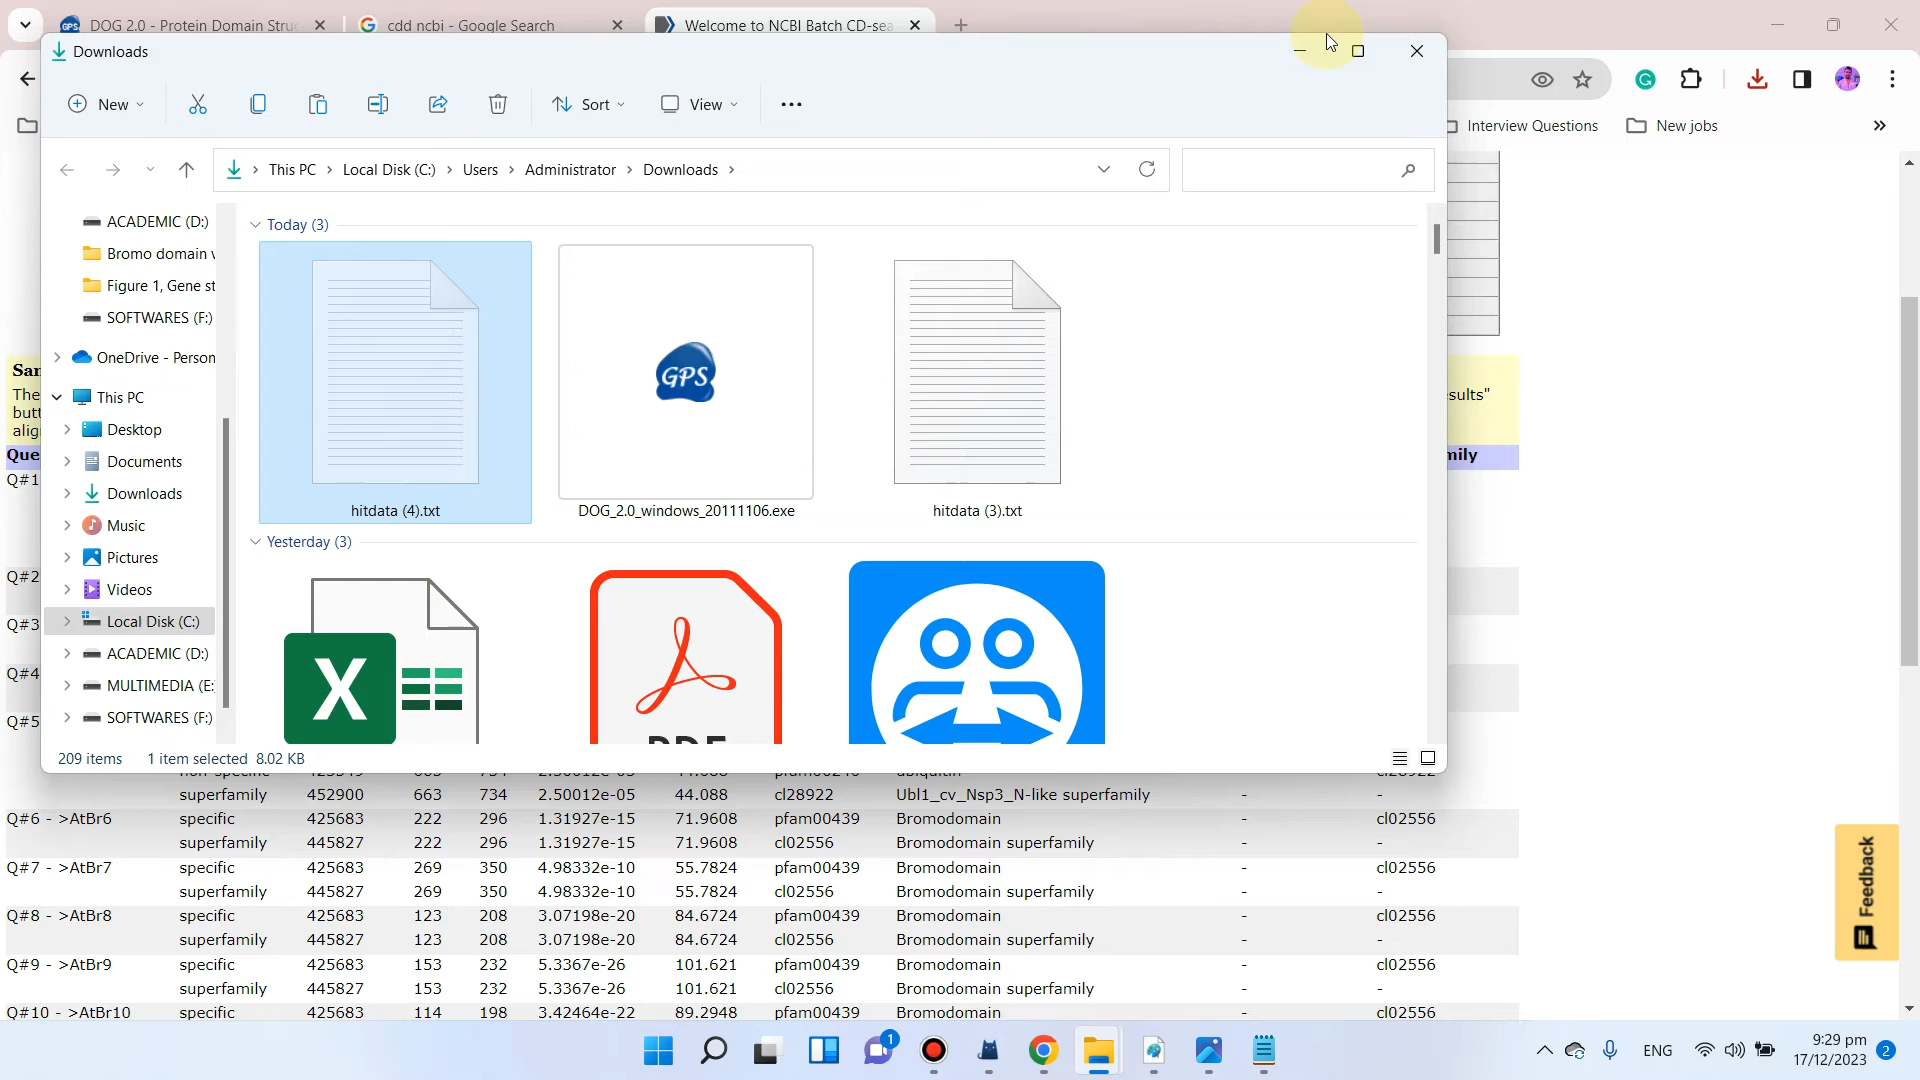 DOG 2.0 - Protein Domain Stru
cdd ncbi - Google Search
Welcome to NCBI Batch CD-sea
Downloads
New
Sort
View
Interview Questions
New jobs
This PC
Local Disk (C:)
Users
Administrator
Downloads
ACADEMIC (D:)
Bromo domain
Figure 1, Gene st
SOFTWARES (F:)
OneDrive - Person
This PC
Desktop
Documents
Downloads
Music
Pictures
Videos
Local Disk (C:)
ACADEMIC (D:)
MULTIMEDIA (E:
SOFTWARES (F:)
Today (3)
GPS
hitdata (4).txt
DOG_2.0_windows_20111106.exe
hitdata (3).txt
Yesterday (3)
X
PDF
209 items 1 item selected 8.02 KB
San
The
sults"
butt
alig
Que
mily
Q#1
Q#2
Q#3
Q#4
Q#5
superfamily 452900 663 734 2.50012e-05 44.088 cl28922 Ubl1_cv_Nsp3_N-like superfamily - -
Q#6 - >AtBr6 specific 425683 222 296 1.31927e-15 71.9608 pfam00439 Bromodomain - cl02556
superfamily 445827 222 296 1.31927e-15 71.9608 cl02556 Bromodomain superfamily - -
Q#7 - >AtBr7 specific 425683 269 350 4.98332e-10 55.7824 pfam00439 Bromodomain - cl02556
superfamily 445827 269 350 4.98332e-10 55.7824 cl02556 Bromodomain superfamily - -
Q#8 - >AtBr8 specific 425683 123 208 3.07198e-20 84.6724 pfam00439 Bromodomain - cl02556
superfamily 445827 123 208 3.07198e-20 84.6724 cl02556 Bromodomain superfamily - -
Q#9 - >AtBr9 specific 425683 153 232 5.3367e-26 101.621 pfam00439 Bromodomain - cl02556
superfamily 445827 153 232 5.3367e-26 101.621 cl02556 Bromodomain superfamily - -
Q#10 - >AtBr10 specific 425683 114 198 3.42464e-22 89.2948 pfam00439 Bromodomain - cl02556
Feedback
1
ENG
9:29 pm
17/12/2023
2